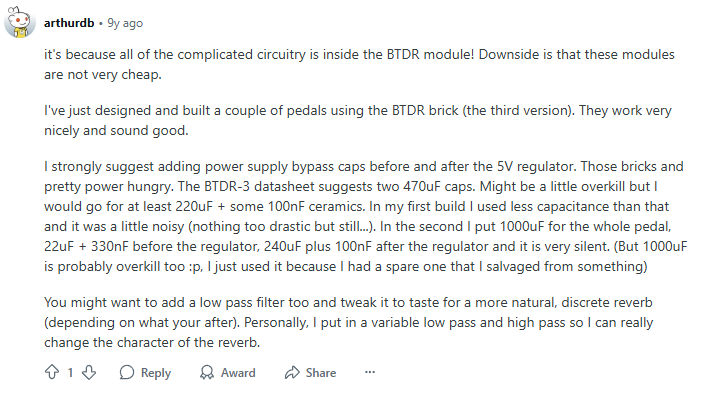 arthurdb • 9y ago
it's because all of the complicated circuitry is inside the BTDR module! Downside is that these modules
are not very cheap.
I've just designed and built a couple of pedals using the BTDR brick (the third version). They work very
nicely and sound good.
I strongly suggest adding power supply bypass caps before and after the 5V regulator. Those bricks and
pretty power hungry. The BTDR-3 datasheet suggests two 470uF caps. Might be a little overkill but I
would go for at least 220uF + some 100nF ceramics. In my first build I used less capacitance than that
and it was a little noisy (nothing too drastic but still...). In the second I put 1000uF for the whole pedal,
22uF + 330nF before the regulator, 240uF plus 100nF after the regulator and it is very silent. (But 1000uF
is probably overkill too :p, I just used it because I had a spare one that I salvaged from something)
You might want to add a low pass filter too and tweak it to taste for a more natural, discrete reverb
(depending on what your after). Personally, I put in a variable low pass and high pass so I can really
change the character of the reverb.
1 Reply Award Share ...